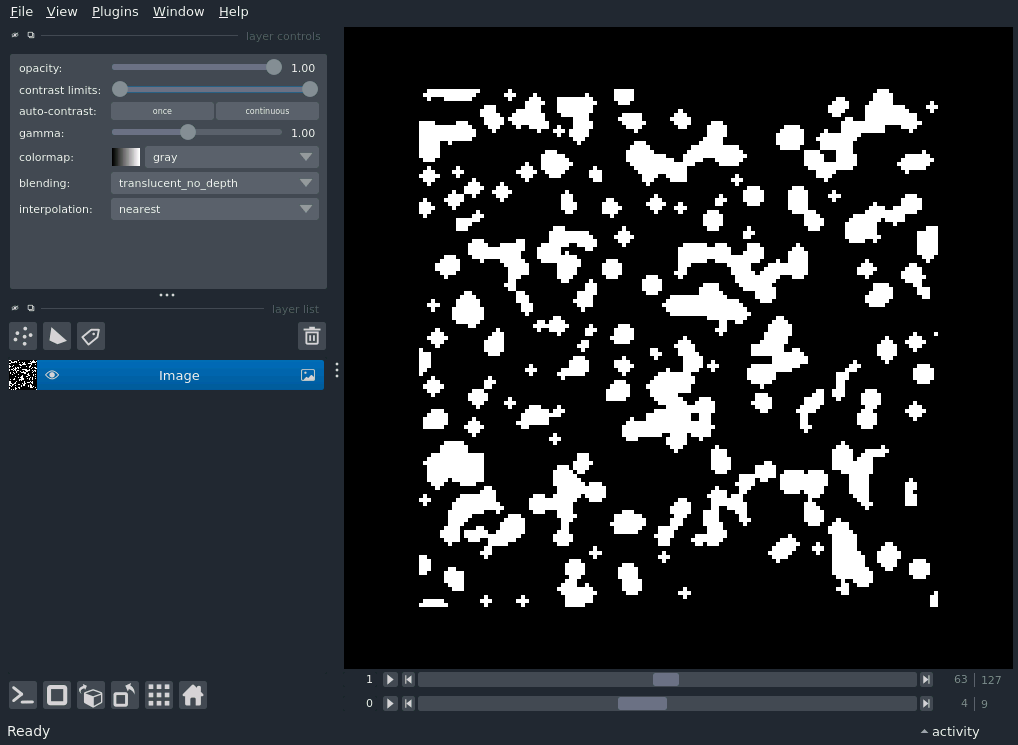 File View Plugins Window Help
layer controls
opacity: 1.00
contrast limits:
auto-contrast: once continuous
gamma: 1.00
colormap: gray
blending: translucent_no_depth
interpolation: nearest
layer list
Image
1 63 127
0 4 9
Ready activity